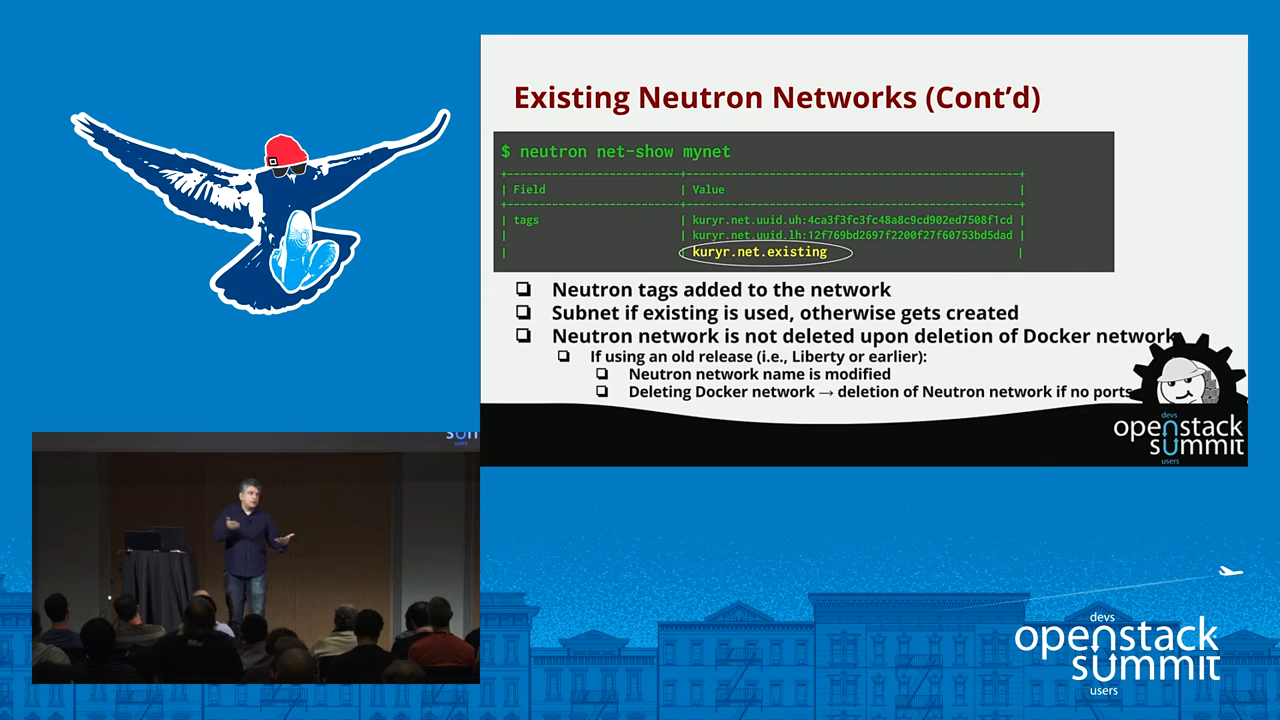 Existing Neutron Networks (Cont’d)
$ neutron net-show mynet
| Field | Value |
| tags | kuryr.net.uuid.uh:4ca3f3fc3fc48a8c9cd902ed7508f1cd |
| | kuryr.net.uuid.lh:12f769bd2697f2200f27f60753bd5dad
| | kuryr.net.existing |
❑ Neutron tags added to the network
❑ Subnet if existing is used, otherwise gets created
❑ Neutron network is not deleted upon deletion of Docker network
❑ If using an old release (i.e., Liberty or earlier):
❑ Neutron network name is modified
❑ Deleting Docker network → deletion of Neutron network if no ports
devs
openstack
summit
users
devs
openstack
summit
users